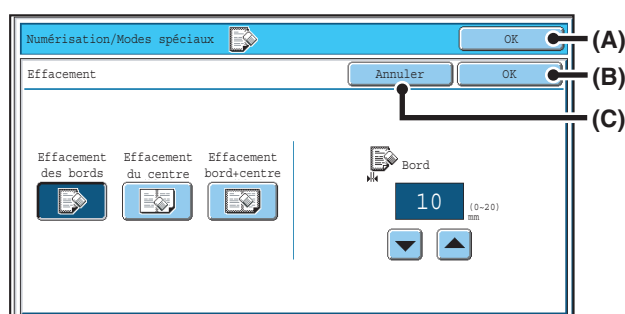 Numérisation/Modes spéciaux OK (A)
Effacement Annuler OK (B)
(C)
Effacement des bords
Effacement du centre
Effacement bord+centre
Bord
10 (0~20) mm